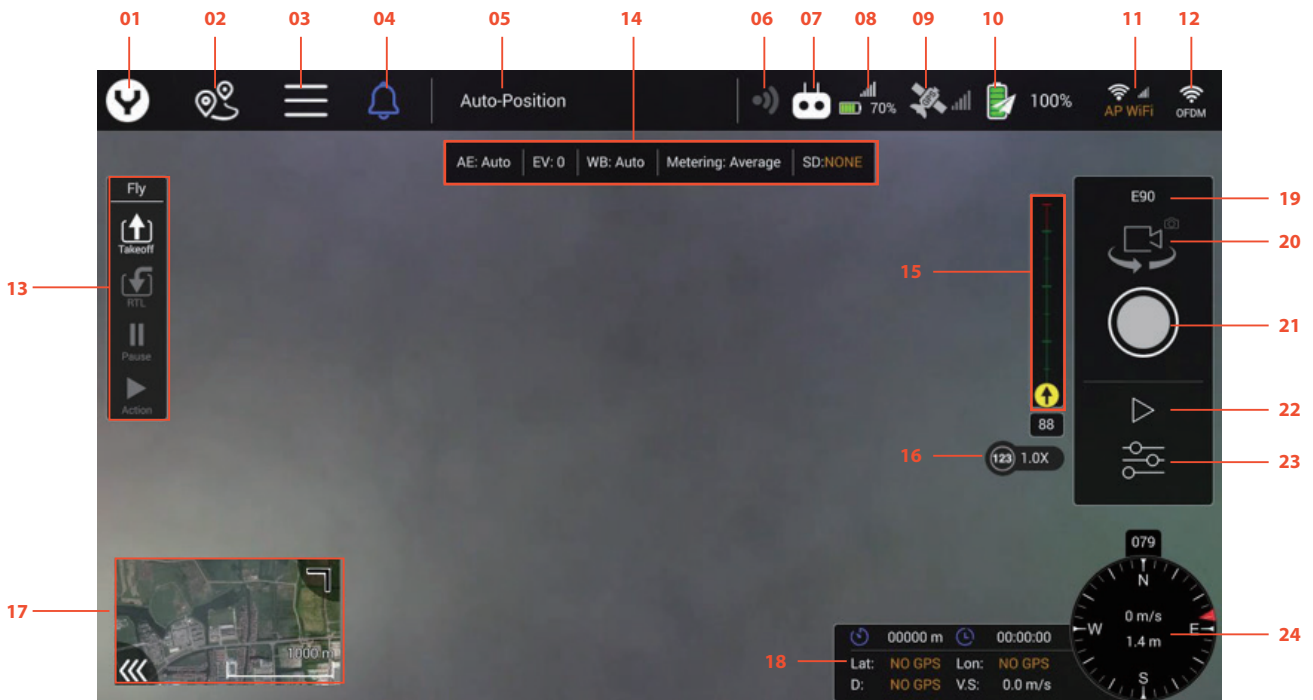 01 02 03 04 05 14 06 07 08 09 10 11 12
Auto-Position
70%
100%
AP WiFi
OFDM
AE: Auto EV: 0 WB: Auto Metering: Average SD:NONE
Fly
Takeoff
RTL
Pause
Action
13
15
88
16
123 1.0X
E90
19
20
21
22
23
17
1000 m
079
N
W
E
S
0 m/s
1.4 m
24
00000 m 00:00:00
18
Lat: NO GPS Lon: NO GPS
D: NO GPS V.S: 0.0 m/s